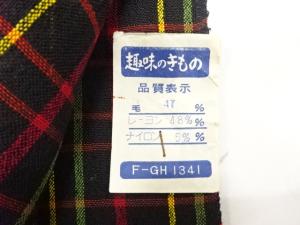 趣味のきもの
品質表示
毛 47 %
レーヨン 48% %
ナイロン 5% %
F-GH 1341